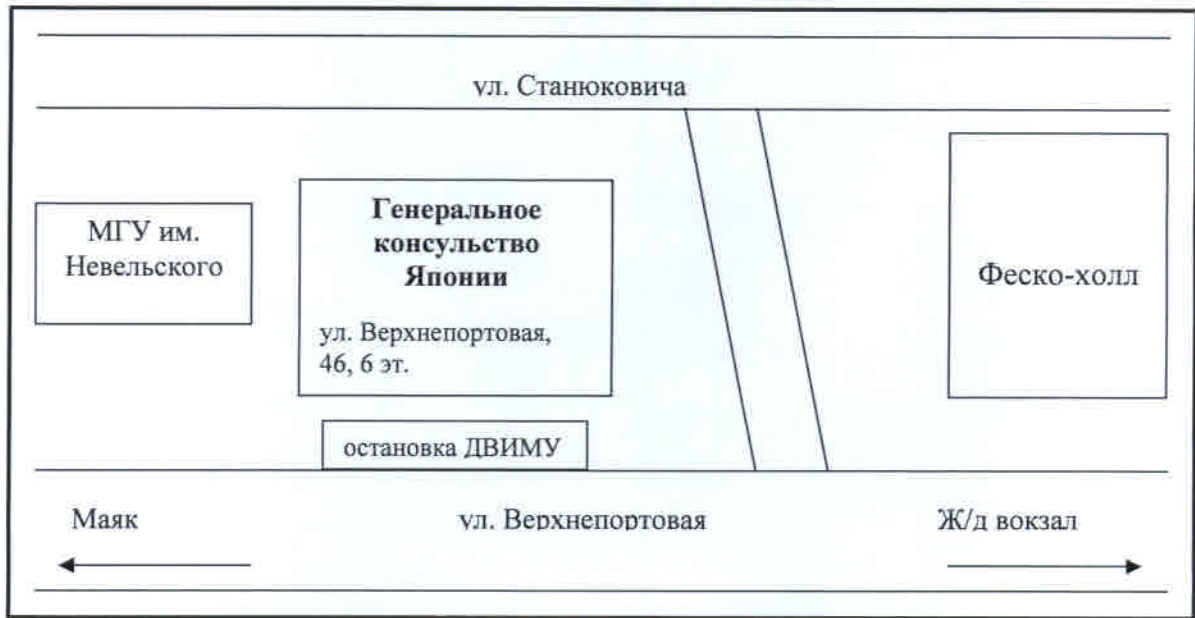 ул. Станюковича
МГУ им.
Невельского
Генеральное
консульство
Японии
ул. Верхнепортовая,
46, 6 эт.
Феско-холл
остановка ДВИМУ
Маяк
ул. Верхнепортовая
Ж/д вокзал